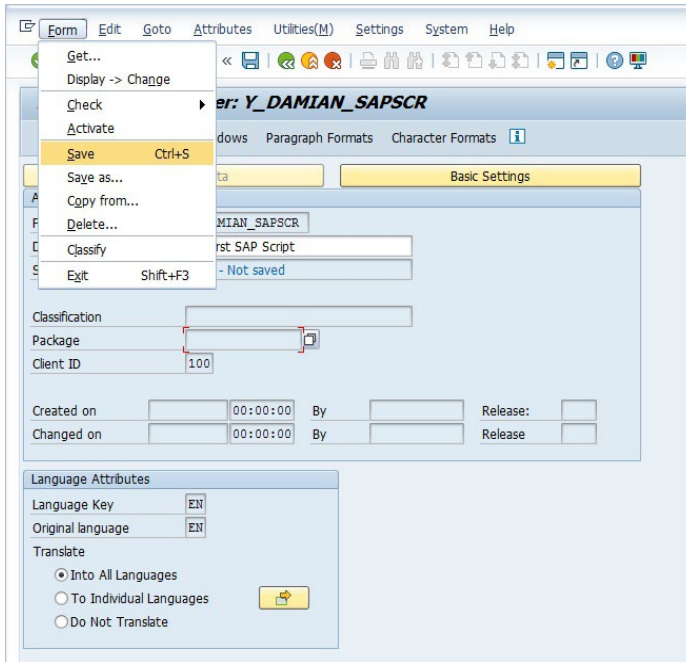 Form Edit Goto Attributes Utilities(M) Settings System Help
Get...
Display -> Change
Check
Activate
Save Ctrl+S
Save as...
Copy from...
Delete...
Classify
Exit Shift+F3
er: Y_DAMIAN_SAPSCR
dows Paragraph Formats Character Formats
ta Basic Settings
A
F MIAN_SAPSCR
D rst SAP Script
S - Not saved
Classification
Package
Client ID 100
Created on 00:00:00 By Release:
Changed on 00:00:00 By Release
Language Attributes
Language Key EN
Original language EN
Translate
Into All Languages
To Individual Languages
Do Not Translate